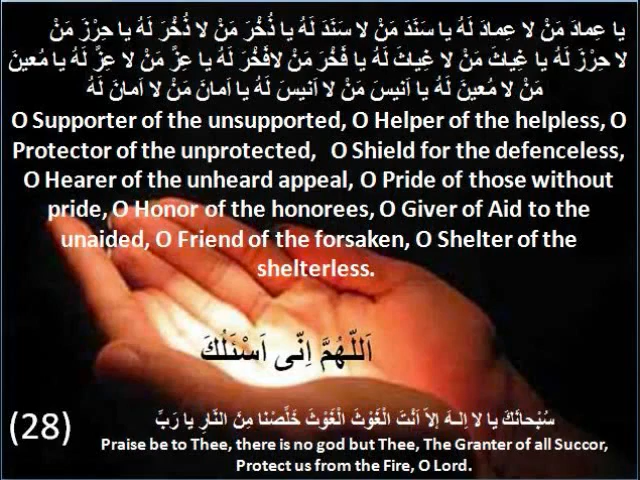 يا عِمادَ مَنْ لا عِمادَ لَهُ يا سَنَدَ مَنْ لا سَنَدَ لَهُ يا ذُخْرَ مَنْ لا ذُخْرَ لَهُ يا حِرْزَ مَنْ
لا حِرْزَ لَهُ يا غِياثَ مَنْ لا غِياثَ لَهُ يا فَخْرَ مَنْ لافَخْرَ لَهُ يا عِزَّ مَنْ لا عِزَّ لَهُ يا مُعينَ
مَنْ لا مُعينَ لَهُ يا اَنيسَ مَنْ لا اَنيسَ لَهُ يا اَمانَ مَنْ لا اَمانَ لَهُ
O Supporter of the unsupported, O Helper of the helpless, O
Protector of the unprotected, O Shield for the defenceless,
O Hearer of the unheard appeal, O Pride of those without
pride, O Honor of the honorees, O Giver of Aid to the
unaided, O Friend of the forsaken, O Shelter of the
shelterless.
اَللّهُمَّ اِنّى اَسْئَلُكَ
سُبْحانَكَ يا لا اِلـهَ اِلاّ اَنْتَ الْغَوْثَ الْغَوْثَ خَلِّصْنا مِنَ النّارِ يا رَبِّ
(28)
Praise be to Thee, there is no god but Thee, The Granter of all Succor,
Protect us from the Fire, O Lord.